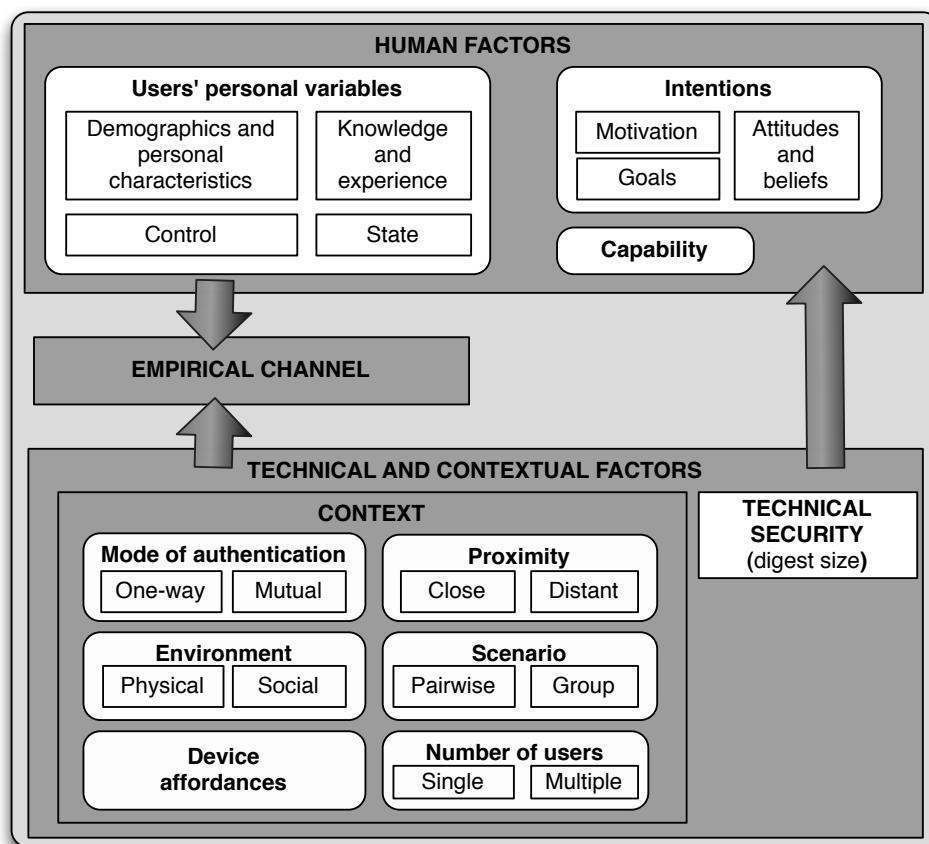 HUMAN FACTORS
Users' personal variables
Demographics and
personal
characteristics
Knowledge
and
experience
Control
State
Intentions
Motivation
Goals
Attitudes
and
beliefs
Capability
EMPIRICAL CHANNEL
TECHNICAL AND CONTEXTUAL FACTORS
CONTEXT
Mode of authentication
One-way
Mutual
Proximity
Close
Distant
Environment
Physical
Social
Scenario
Pairwise
Group
Device
affordances
Number of users
Single
Multiple
TECHNICAL
SECURITY
(digest size)